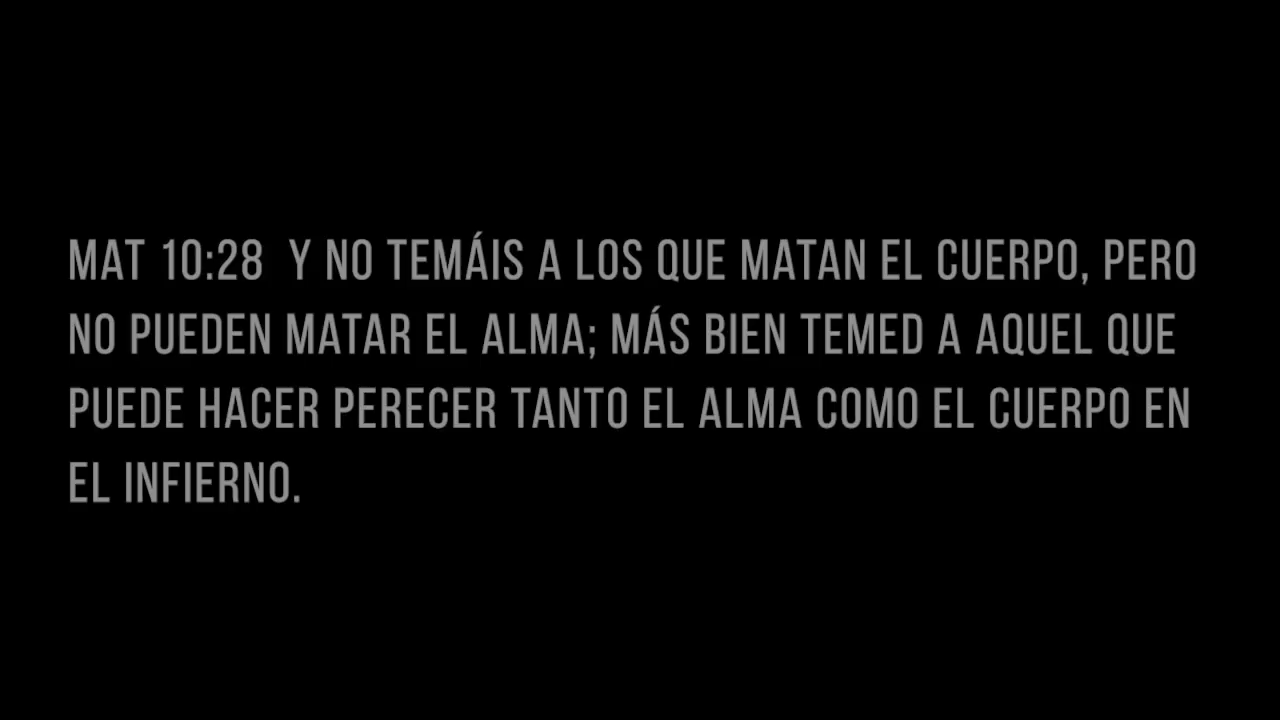 MAT 10:28  Y NO TEMÁIS A LOS QUE MATAN EL CUERPO, PERO
NO PUEDEN MATAR EL ALMA; MÁS BIEN TEMED A AQUEL QUE
PUEDE HACER PERECER TANTO EL ALMA COMO EL CUERPO EN
EL INFIERNO.